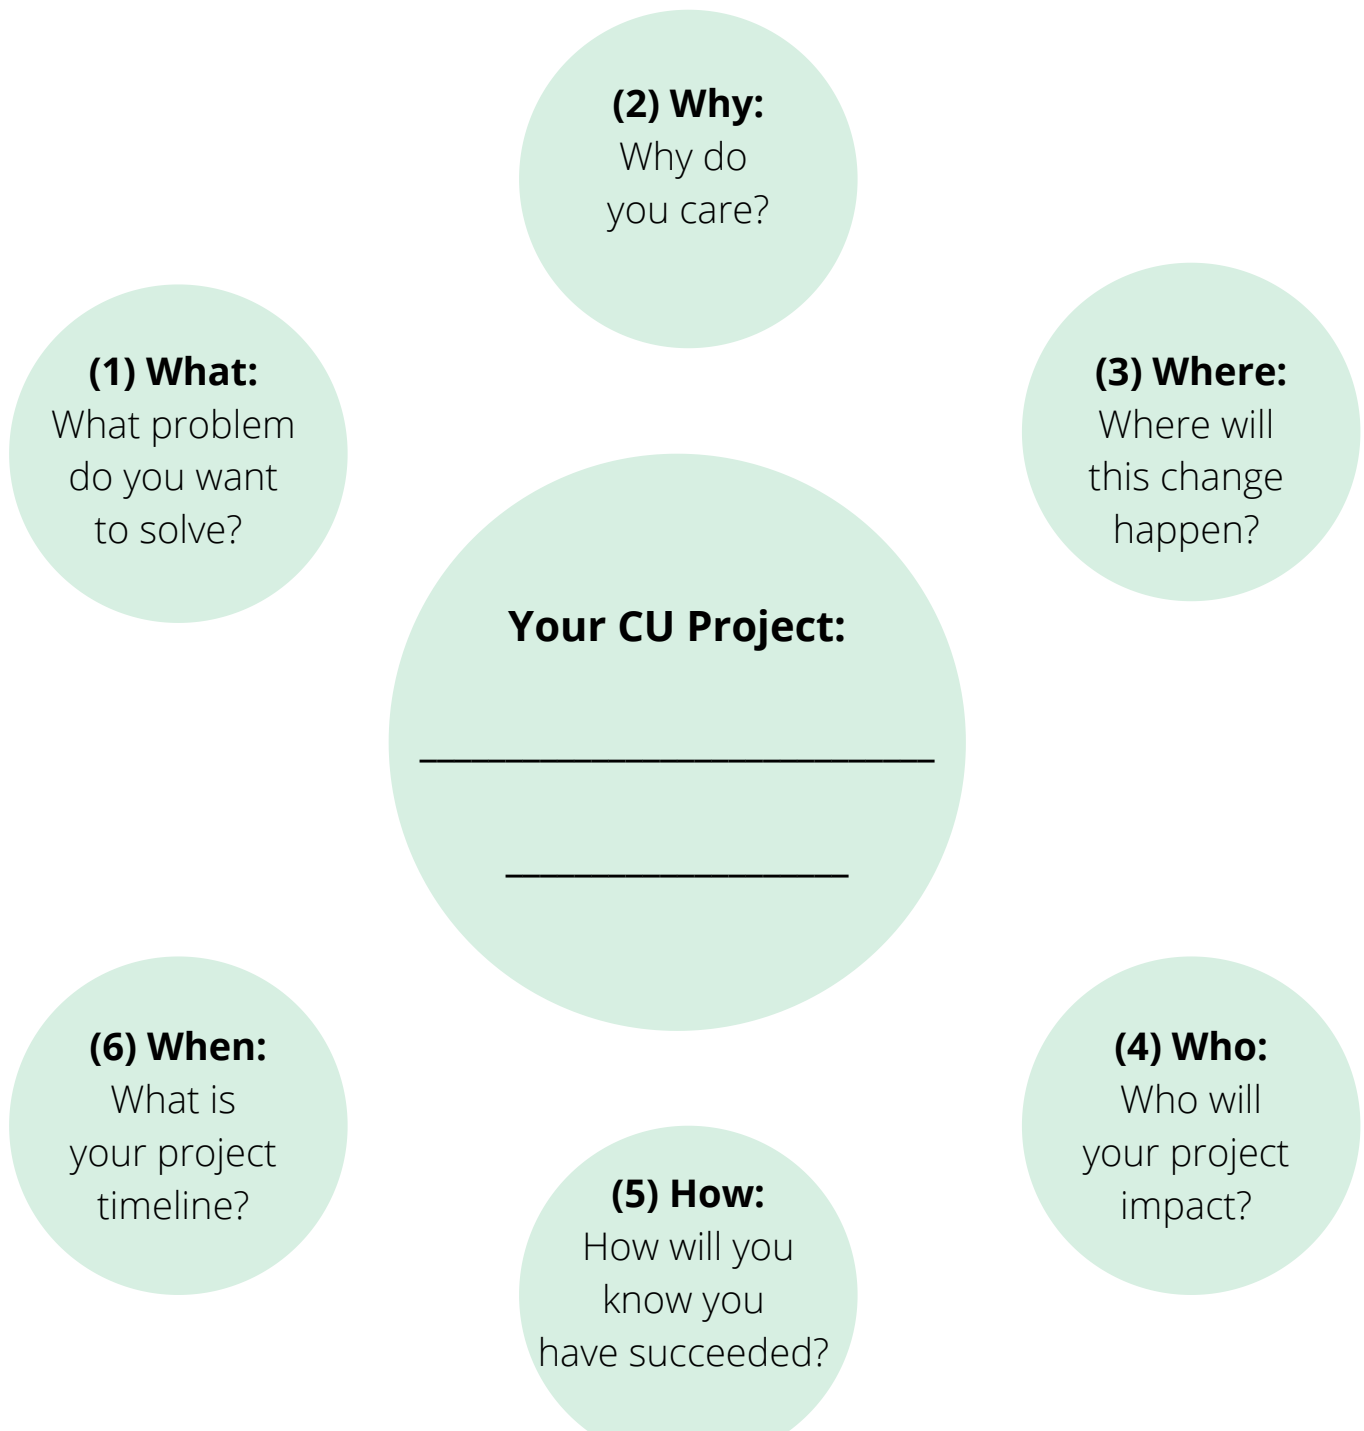 (1) What:
What problem
do you want
to solve?
(2) Why:
Why do
you care?
(3) Where:
Where will
this change
happen?
Your CU Project:
______________________________
____________________
(4) Who:
Who will
your project
impact?
(5) How:
How will you
know you
have succeeded?
(6) When:
What is
your project
timeline?